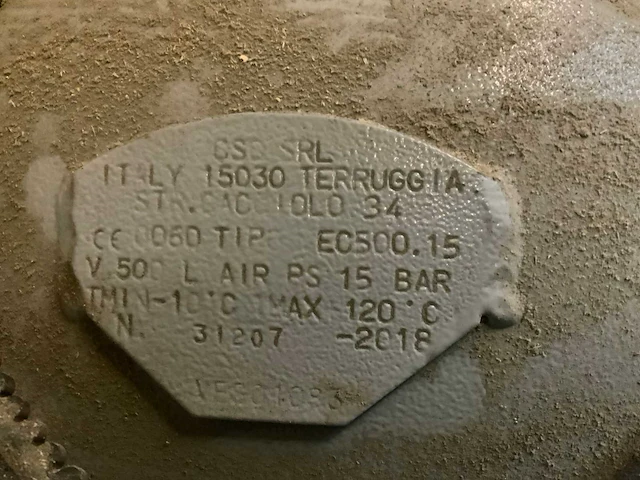 SRL
ITALY 15030 TERRUGGIA
34
CE 0060 TIP EC500.15
V 500 L AIR PS 15 BAR
TMIN-10°C TMAX 120°C
N. 31207 -2018